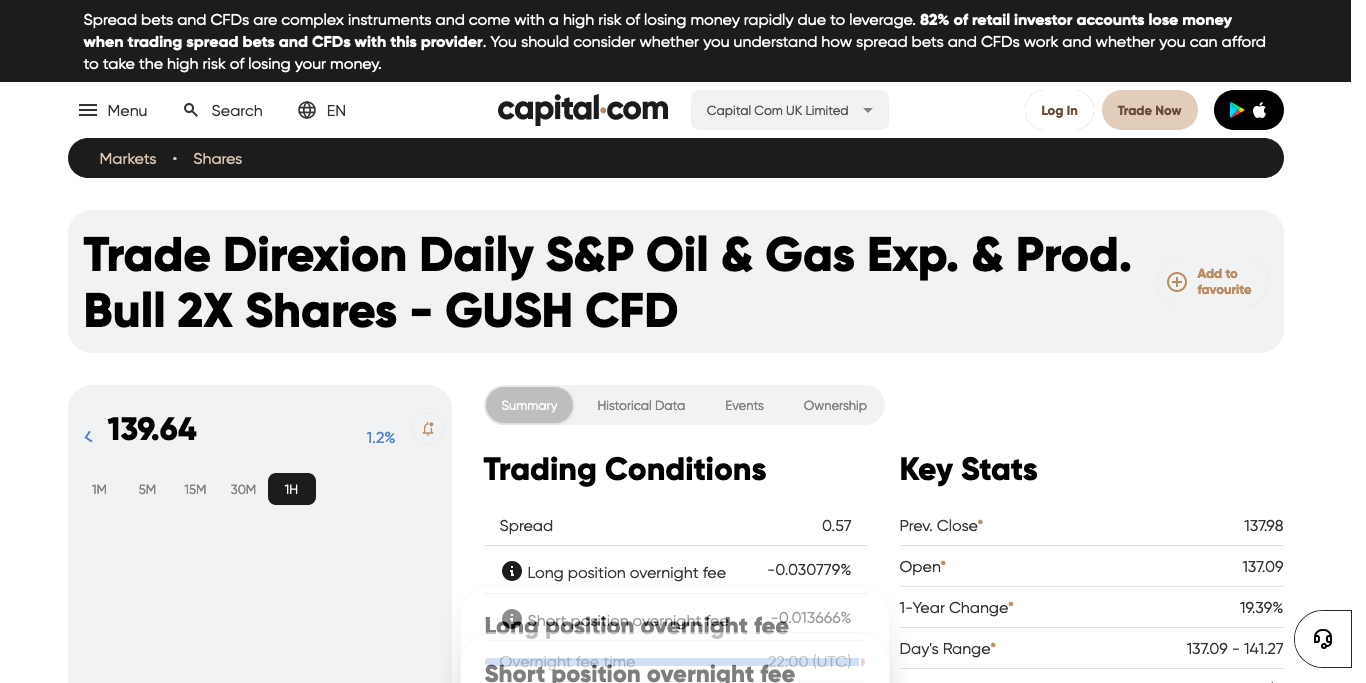 Spread bets and CFDs are complex instruments and come with a high risk of losing money rapidly due to leverage. 82% of retail investor accounts lose money
when trading spread bets and CFDs with this provider. You should consider whether you understand how spread bets and CFDs work and whether you can afford
to take the high risk of losing your money.
Menu Search EN capital.com Capital Com UK Limited Log In Trade Now
Markets • Shares
Trade Direxion Daily S&P Oil & Gas Exp. & Prod.
Bull 2X Shares - GUSH CFD
Add to
favourite
139.64 1.2%
1M 5M 15M 30M 1H
Summary Historical Data Events Ownership
Trading Conditions
Spread 0.57
Long position overnight fee -0.030779%
Short position overnight fee -0.013666%
Long position overnight fee
Overnight fee time 22:00 (UTC)
Short position overnight fee
Key Stats
Prev. Close* 137.98
Open* 137.09
1-Year Change* 19.39%
Day's Range* 137.09 - 141.27